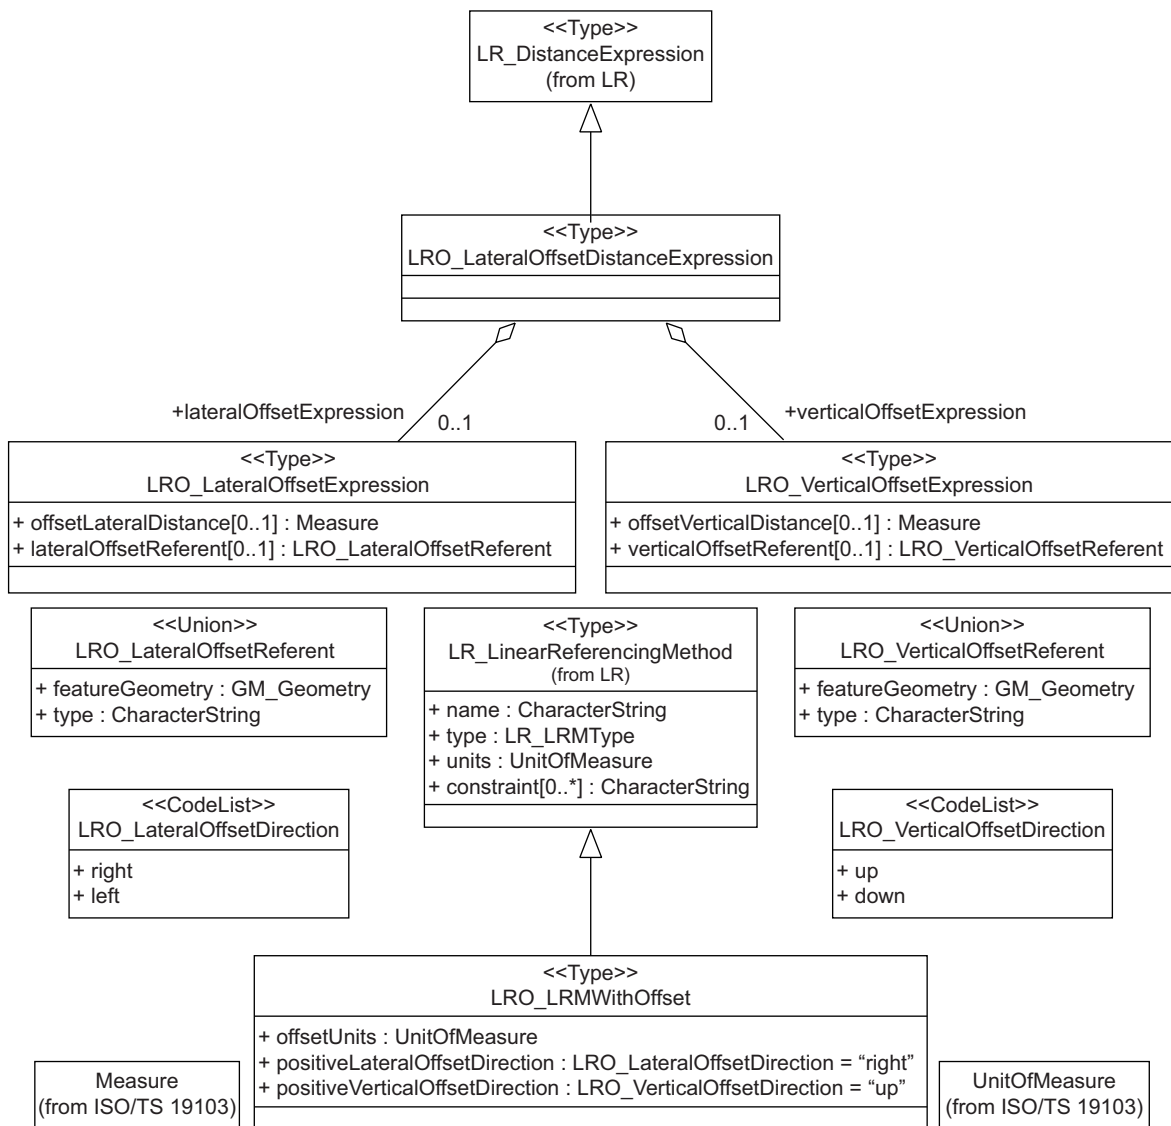 <<Type>>
LR_DistanceExpression
(from LR)
<<Type>>
LRO_LateralOffsetDistanceExpression
+lateralOffsetExpression
0..1
+verticalOffsetExpression
0..1
<<Type>>
LRO_LateralOffsetExpression
+ offsetLateralDistance[0..1] : Measure
+ lateralOffsetReferent[0..1] : LRO_LateralOffsetReferent
<<Type>>
LRO_VerticalOffsetExpression
+ offsetVerticalDistance[0..1] : Measure
+ verticalOffsetReferent[0..1] : LRO_VerticalOffsetReferent
<<Union>>
LRO_LateralOffsetReferent
+ featureGeometry : GM_Geometry
+ type : CharacterString
<<Type>>
LR_LinearReferencingMethod
(from LR)
+ name : CharacterString
+ type : LR_LRMType
+ units : UnitOfMeasure
+ constraint[0..*] : CharacterString
<<Union>>
LRO_VerticalOffsetReferent
+ featureGeometry : GM_Geometry
+ type : CharacterString
<<CodeList>>
LRO_LateralOffsetDirection
+ right
+ left
<<CodeList>>
LRO_VerticalOffsetDirection
+ up
+ down
<<Type>>
LRO_LRMWithOffset
+ offsetUnits : UnitOfMeasure
+ positiveLateralOffsetDirection : LRO_LateralOffsetDirection = “right”
+ positiveVerticalOffsetDirection : LRO_VerticalOffsetDirection = “up”
Measure
(from ISO/TS 19103)
UnitOfMeasure
(from ISO/TS 19103)